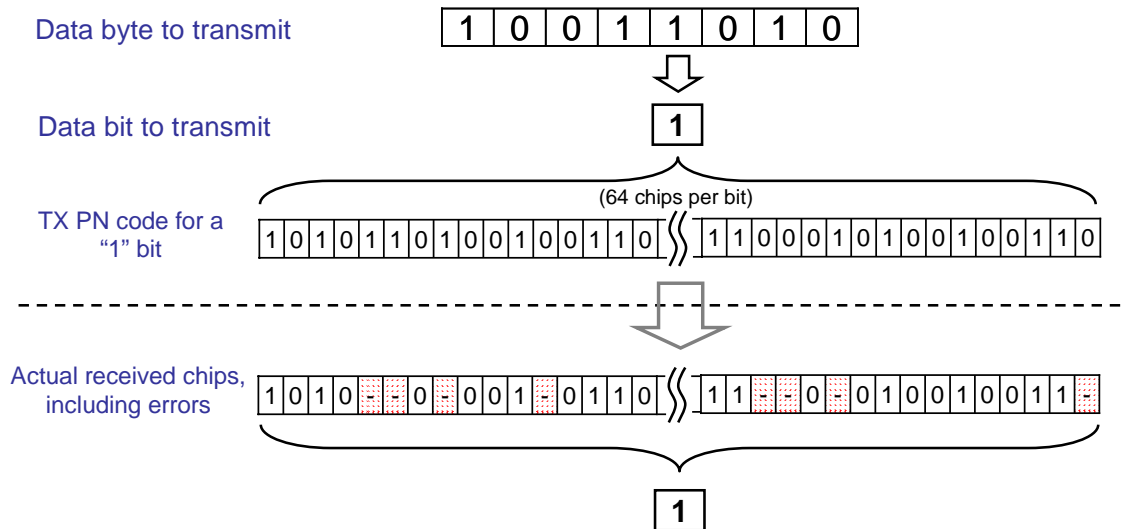 Data byte to transmit
1 0 0 1 1 0 1 0
Data bit to transmit
1
(64 chips per bit)
TX PN code for a
“1” bit
1 0 1 0 1 1 0 1 0 0 1 0 0 1 1 0 1 1 0 0 0 1 0 1 0 0 1 0 0 1 1 0
Actual received chips,
including errors
1 0 1 0 - - 0 - 0 0 1 - 0 1 1 0 1 1 - - 0 - 0 1 0 0 1 0 0 1 1 -
1